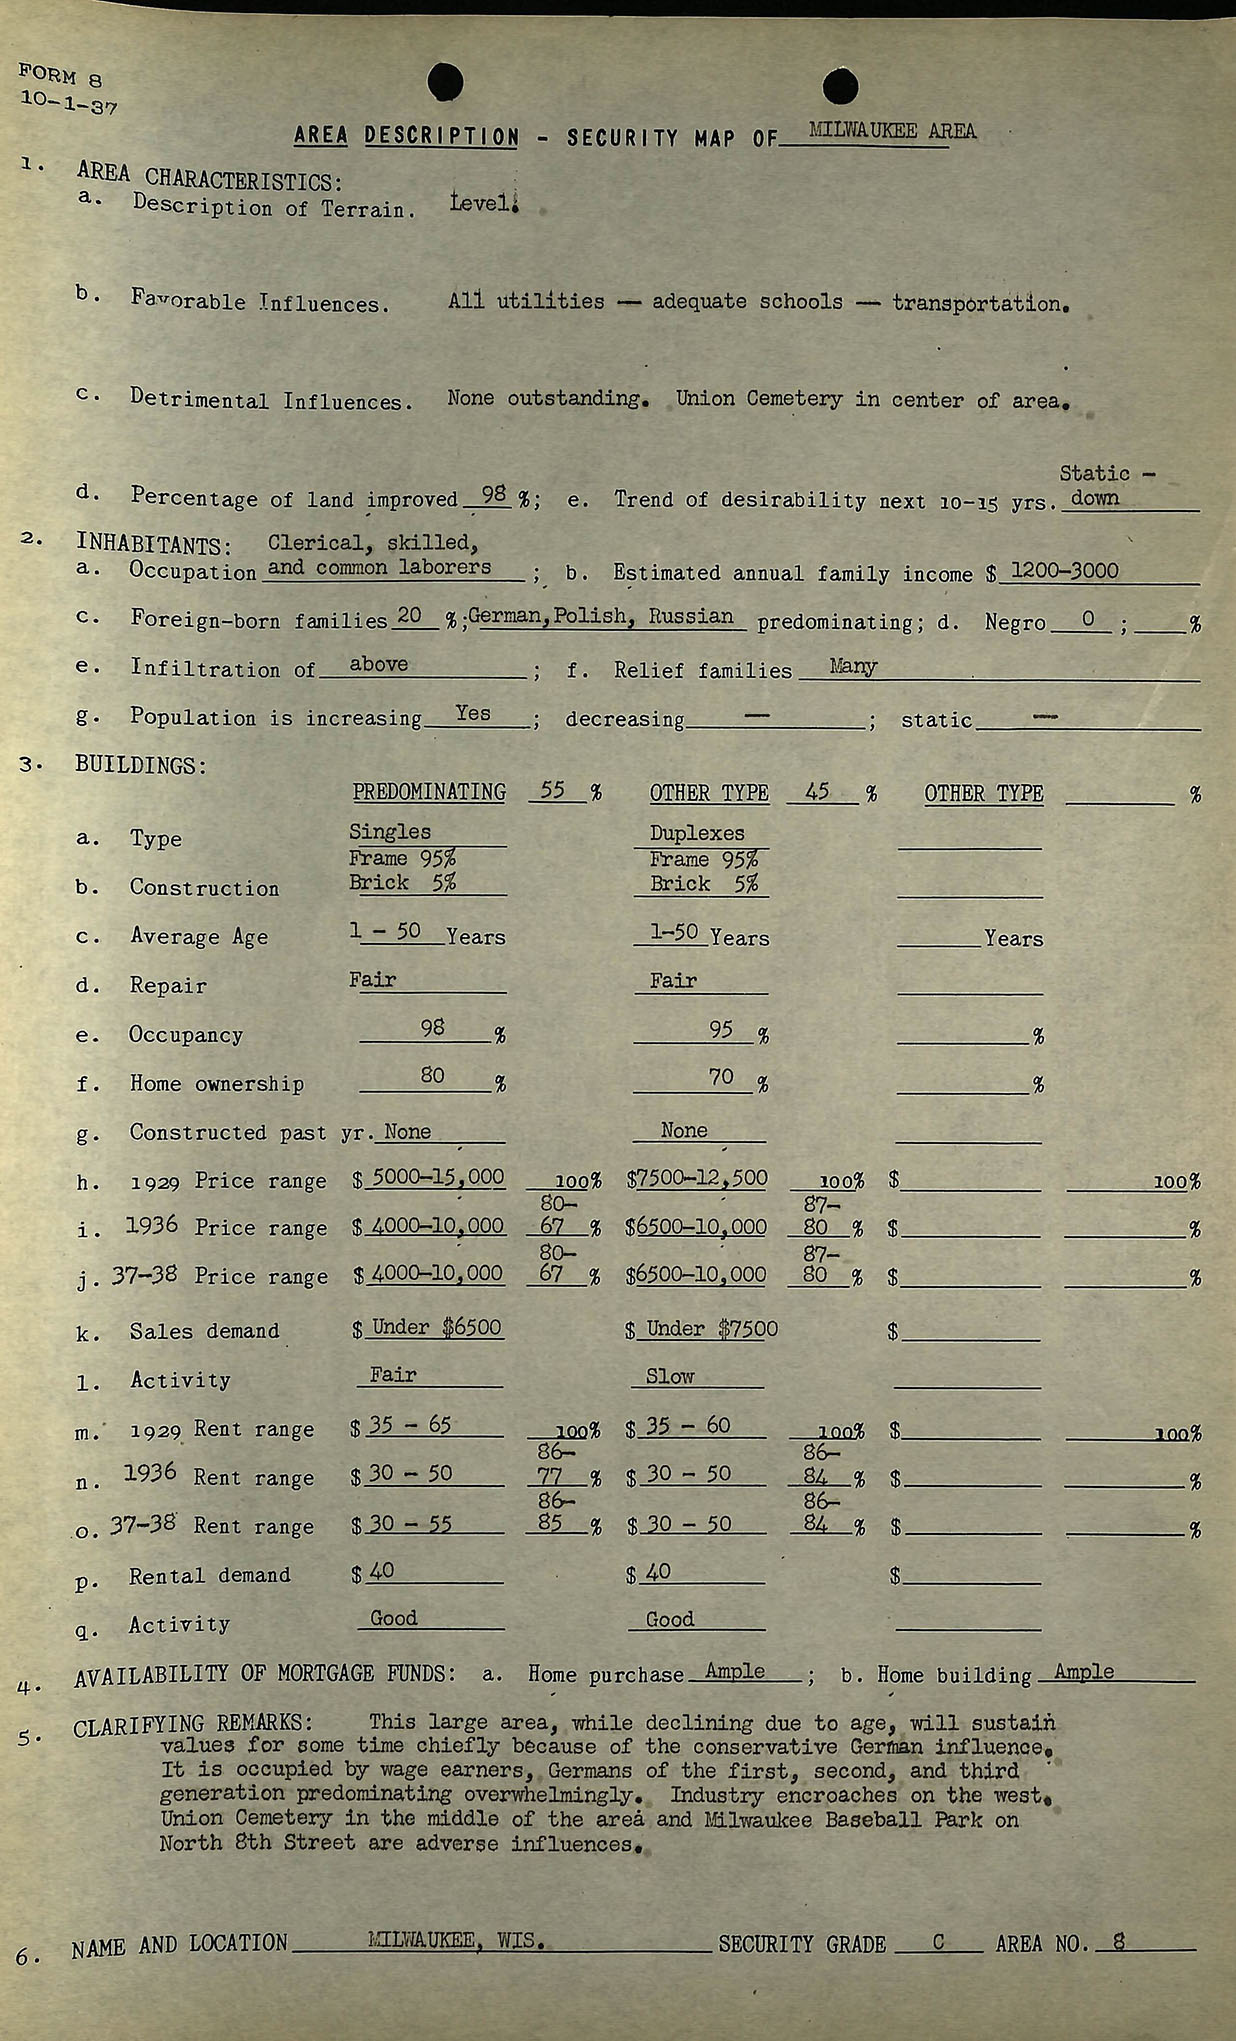 FORM 8
10-1-37
AREA DESCRIPTION - SECURITY MAP OF MILWAUKEE AREA
1. AREA CHARACTERISTICS:
a. Description of Terrain. Level.
b. Favorable Influences. All utilities — adequate schools — transportation.
c. Detrimental Influences. None outstanding. Union Cemetery in center of area.
Static -
d. Percentage of land improved 98 %; e. Trend of desirability next 10-15 yrs. down
2. INHABITANTS: Clerical, skilled,
a. Occupation and common laborers ; b. Estimated annual family income $ 1200-3000
c. Foreign-born families 20 %; German, Polish, Russian predominating; d. Negro 0 ; %
e. Infiltration of above ; f. Relief families Many
g. Population is increasing Yes ; decreasing — ; static —
3. BUILDINGS:
PREDOMINATING 55 % OTHER TYPE 45 % OTHER TYPE %
a. Type Singles Duplexes
Frame 95% Frame 95%
b. Construction Brick 5% Brick 5%
c. Average Age 1 - 50 Years 1-50 Years Years
d. Repair Fair Fair
e. Occupancy 98 % 95 % %
f. Home ownership 80 % 70 % %
g. Constructed past yr. None None
h. 1929 Price range $ 5000-15,000 100% $7500-12,500 100% $ 100%
80- 87-
i. 1936 Price range $ 4000-10,000 67 % $6500-10,000 80 % $ %
80- 87-
j. 37-38 Price range $ 4000-10,000 67 % $6500-10,000 80 % $ %
k. Sales demand $ Under $6500 $ Under $7500 $
l. Activity Fair Slow
m. 1929 Rent range $ 35 - 65 100% $ 35 - 60 100% $ 100%
86- 86-
n. 1936 Rent range $ 30 - 50 77 % $ 30 - 50 84 % $ %
86- 86-
o. 37-38 Rent range $ 30 - 55 85 % $ 30 - 50 84 % $ %
p. Rental demand $ 40 $ 40 $
q. Activity Good Good
4. AVAILABILITY OF MORTGAGE FUNDS: a. Home purchase Ample ; b. Home building Ample
5. CLARIFYING REMARKS: This large area, while declining due to age, will sustain
values for some time chiefly because of the conservative German influence.
It is occupied by wage earners, Germans of the first, second, and third
generation predominating overwhelmingly. Industry encroaches on the west.
Union Cemetery in the middle of the area and Milwaukee Baseball Park on
North 8th Street are adverse influences.
6. NAME AND LOCATION MILWAUKEE, WIS. SECURITY GRADE C AREA NO. 8